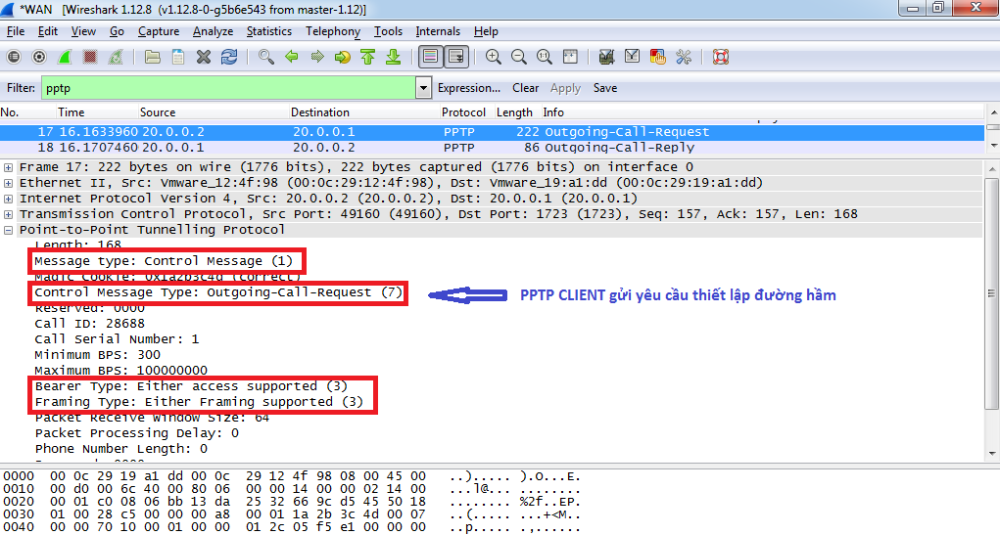 *WAN [Wireshark 1.12.8 (v1.12.8-0-g5b6e543 from master-1.12)]
File Edit View Go Capture Analyze Statistics Telephony Tools Internals Help
Filter: pptp Expression... Clear Apply Save
No. Time Source Destination Protocol Length Info
17 16.1633960 20.0.0.2 20.0.0.1 PPTP 222 Outgoing-Call-Request
18 16.1707460 20.0.0.1 20.0.0.2 PPTP 86 Outgoing-Call-Reply
Frame 17: 222 bytes on wire (1776 bits), 222 bytes captured (1776 bits) on interface 0
Ethernet II, Src: Vmware_12:4f:98 (00:0c:29:12:4f:98), Dst: Vmware_19:a1:dd (00:0c:29:19:a1:dd)
Internet Protocol Version 4, Src: 20.0.0.2 (20.0.0.2), Dst: 20.0.0.1 (20.0.0.1)
Transmission Control Protocol, Src Port: 49160 (49160), Dst Port: 1723 (1723), Seq: 157, Ack: 157, Len: 168
Point-to-Point Tunnelling Protocol
Length: 168
Message type: Control Message (1)
Magic Cookie: 0x1a2b3c4d (correct)
Control Message Type: Outgoing-Call-Request (7) PPTP CLIENT gửi yêu cầu thiết lập đường hầm
Reserved: 0000
Call ID: 28688
Call Serial Number: 1
Minimum BPS: 300
Maximum BPS: 100000000
Bearer Type: Either access supported (3)
Framing Type: Either Framing supported (3)
Packet Receive Window Size: 64
Packet Processing Delay: 0
Phone Number Length: 0
0000 00 0c 29 19 a1 dd 00 0c 29 12 4f 98 08 00 45 00 ..)..... ).O...E.
0010 00 d0 00 6c 40 00 80 06 00 00 14 00 00 02 14 00 ...l@... ........
0020 00 01 c0 08 06 bb 13 da 25 32 66 9c d5 45 50 18 ........ %2f..EP.
0030 01 00 28 c5 00 00 00 a8 00 01 1a 2b 3c 4d 00 07 ..(..... ...+<M..
0040 00 00 70 10 00 01 00 00 01 2c 05 f5 e1 00 00 00 ..p..... .,......